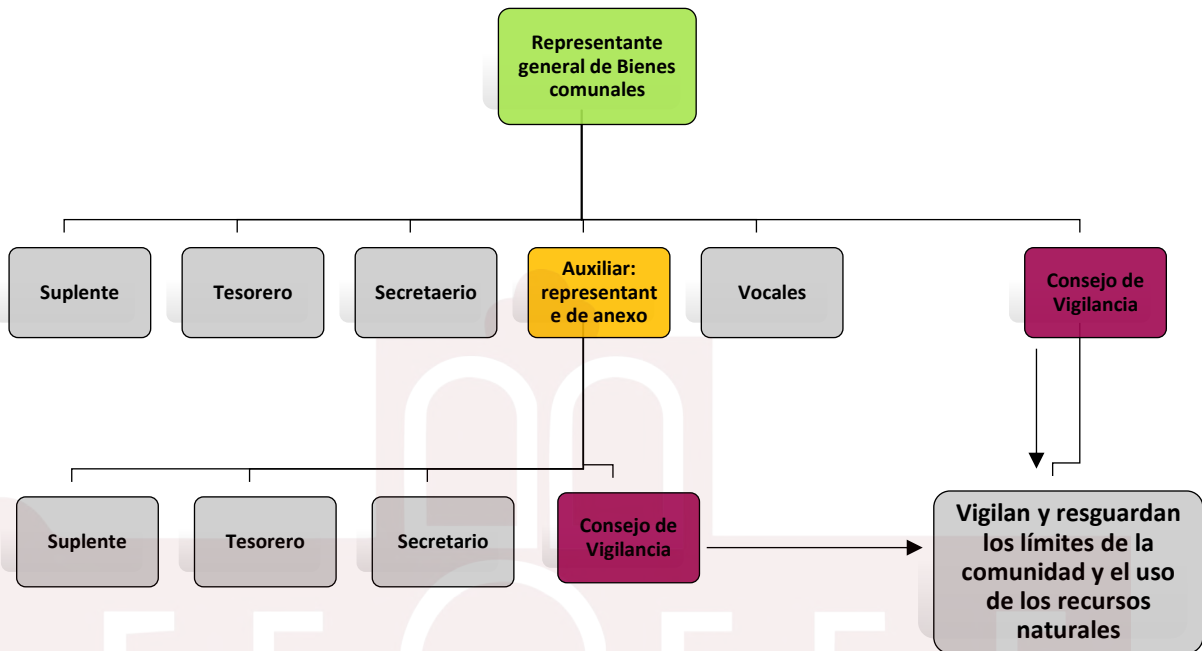 Representante
general de Bienes
comunales
Suplente
Tesorero
Secretaerio
Auxiliar:
representant
e de anexo
Vocales
Consejo de
Vigilancia
Suplente
Tesorero
Secretario
Consejo de
Vigilancia
Vigilan y resguardan
los límites de la
comunidad y el uso
de los recursos
naturales